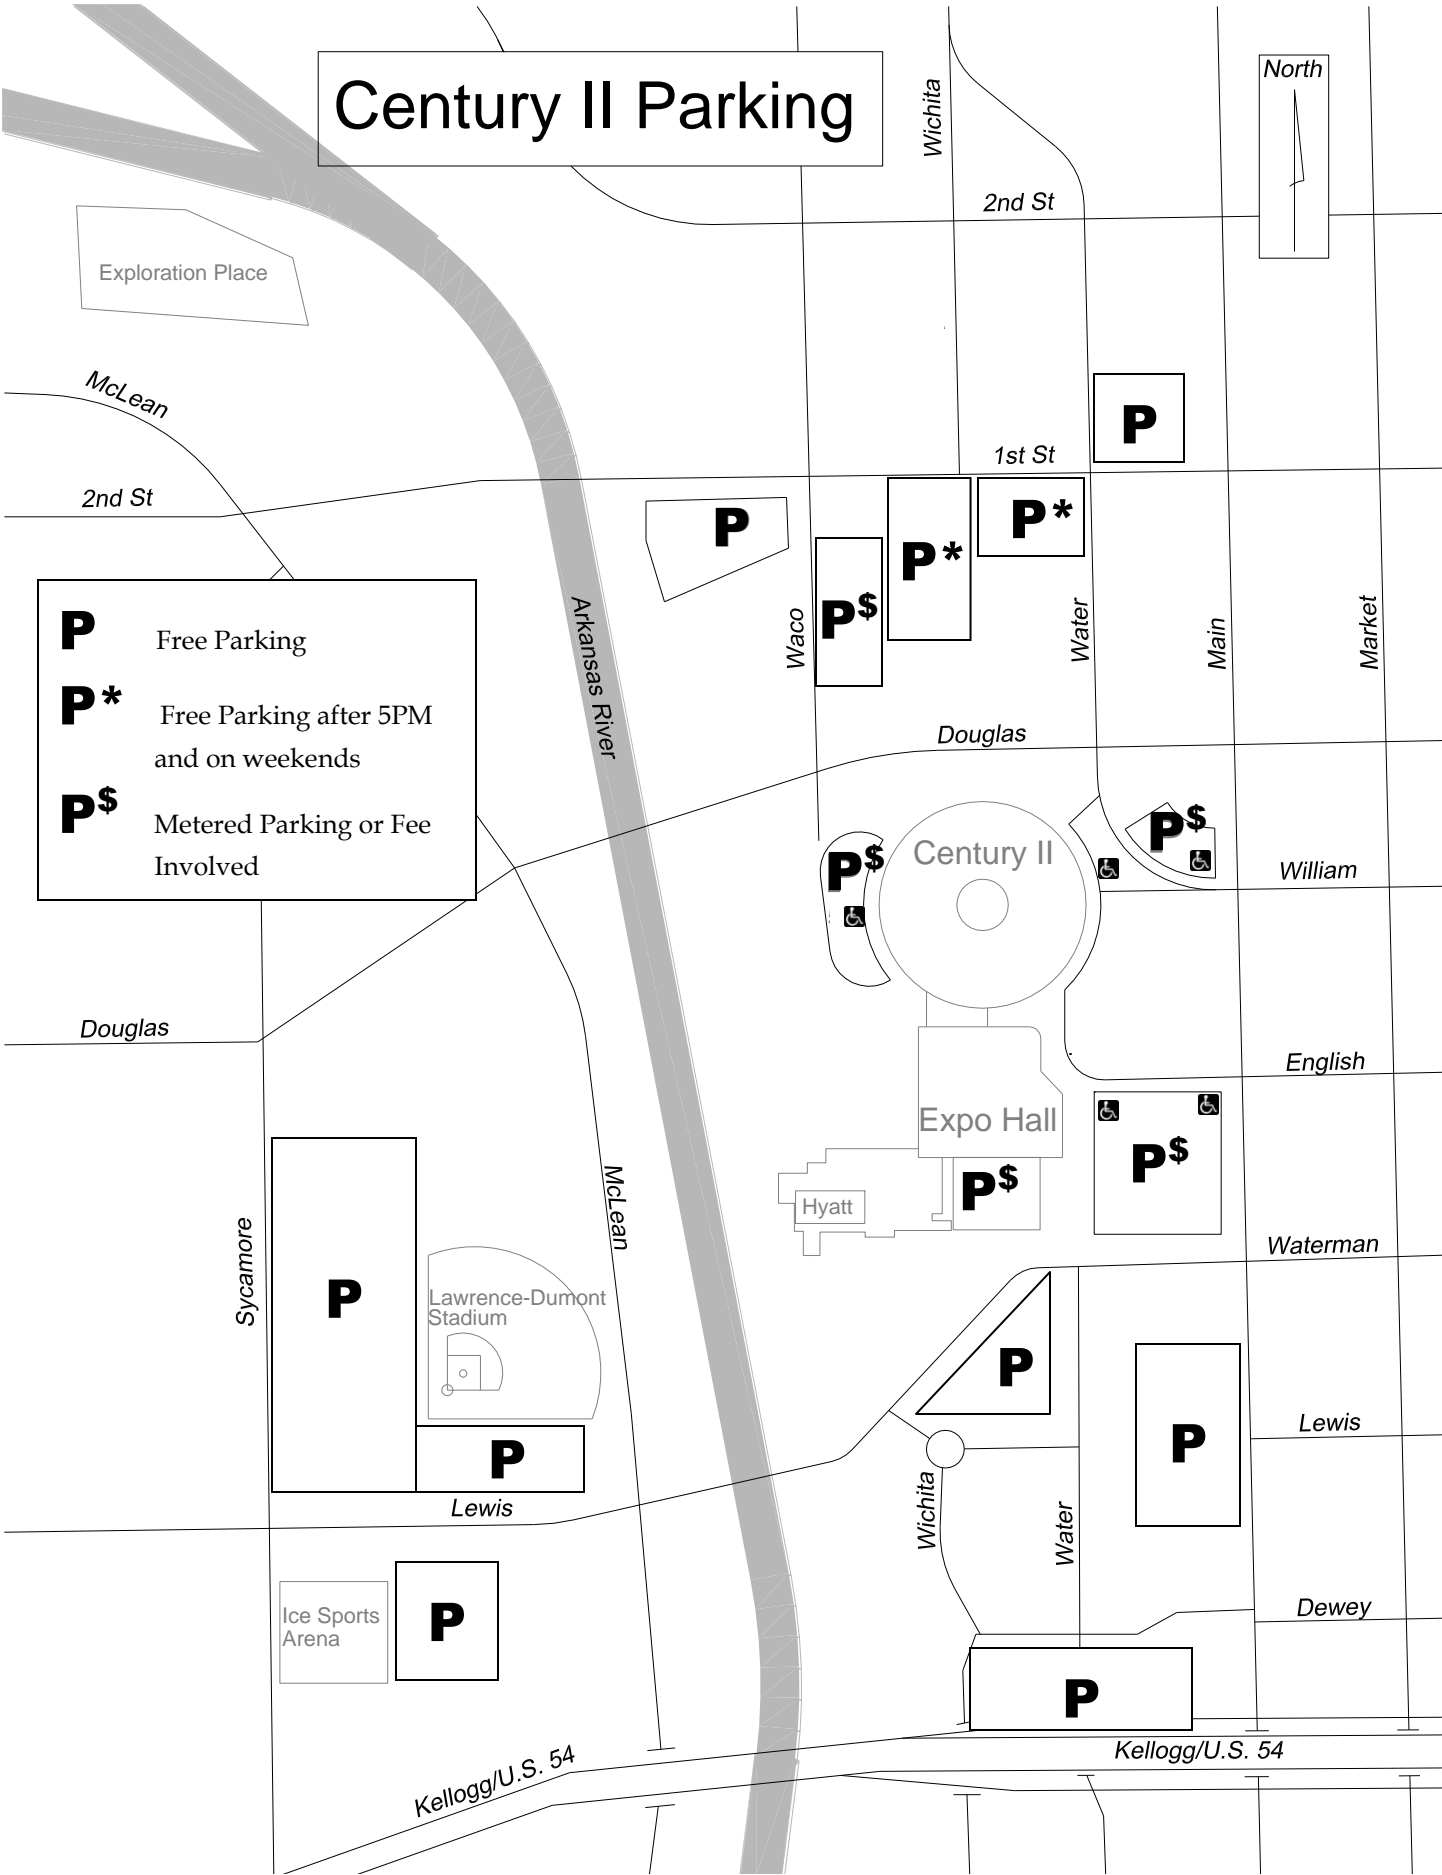 Century II Parking
North
Wichita
2nd St
Exploration Place
McLean
P
1st St
2nd St
P
P*
P*
P$
Arkansas River
Waco
Water
Main
Market
P Free Parking
P* Free Parking after 5PM
and on weekends
P$ Metered Parking or Fee
Involved
Douglas
P$
P$
Century II
William
Douglas
English
Expo Hall
P$
P$
Hyatt
McLean
Sycamore
Waterman
P
Lawrence-Dumont
Stadium
P
P
Lewis
P
Lewis
Wichita
Water
Ice Sports
Arena
P
Dewey
P
Kellogg/U.S. 54
Kellogg/U.S. 54